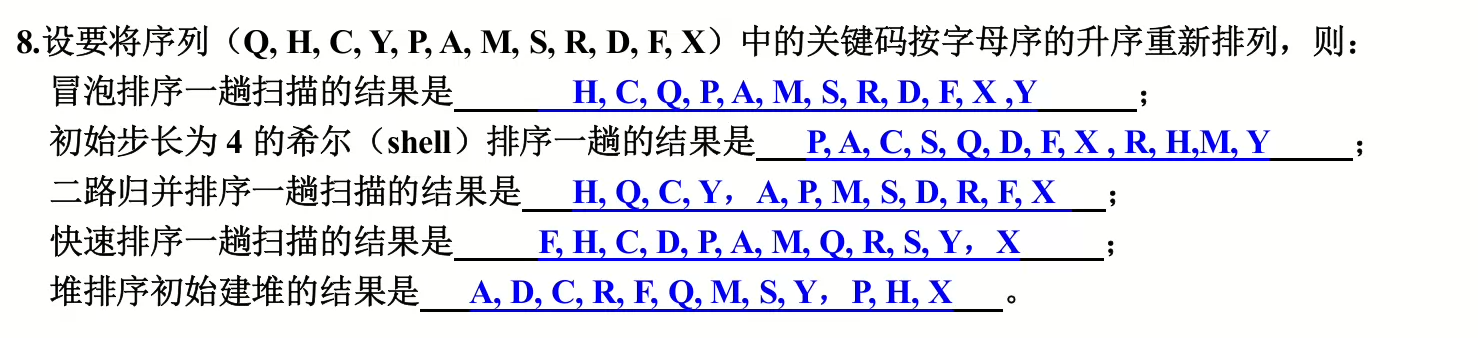 8.设要将序列（Q, H, C, Y, P, A, M, S, R, D, F, X）中的关键码按字母序的升序重新排列，则：
冒泡排序一趟扫描的结果是 H, C, Q, P, A, M, S, R, D, F, X ,Y ；
初始步长为 4 的希尔（shell）排序一趟的结果是 P, A, C, S, Q, D, F, X , R, H,M, Y ；
二路归并排序一趟扫描的结果是 H, Q, C, Y， A, P, M, S, D, R, F, X ；
快速排序一趟扫描的结果是 F, H, C, D, P, A, M, Q, R, S, Y， X ；
堆排序初始建堆的结果是 A, D, C, R, F, Q, M, S, Y， P, H, X 。